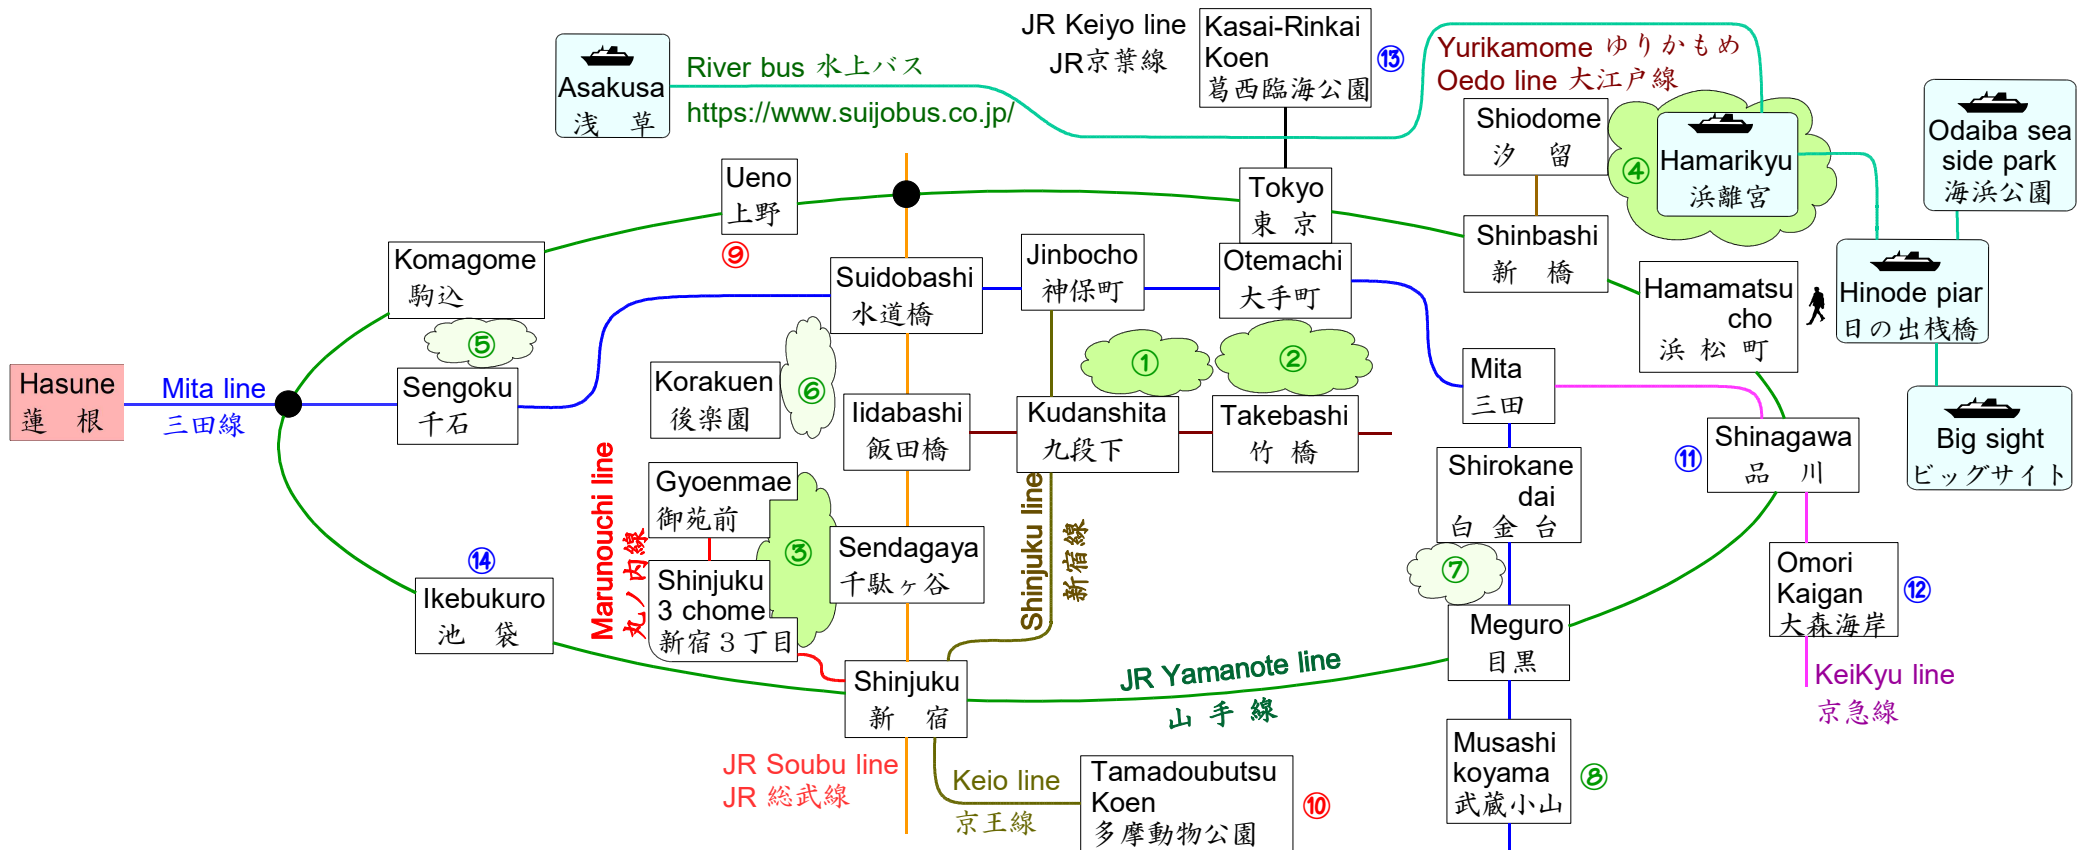 JR Keiyo line
JR京葉線
Kasai-Rinkai
Koen
葛西臨海公園
⑬
Yurikamome ゆりかもめ
Oedo line 大江戸線
Asakusa
浅 草
River bus 水上バス
https://www.suijobus.co.jp/
Shiodome
汐 留
④
Hamarikyu
浜離宮
Odaiba sea
side park
海浜公園
Ueno
上野
⑨
Tokyo
東 京
Shinbashi
新 橋
Komagome
駒込
⑤
Suidobashi
水道橋
Jinbocho
神保町
Otemachi
大手町
Hamamatsu
cho
浜 松 町
Hinode piar
日の出桟橋
Hasune
蓮 根
Mita line
三田線
Sengoku
千石
Korakuen
後楽園
⑥
①
②
Iidabashi
飯田橋
Kudanshita
九段下
Takebashi
竹 橋
Mita
三田
Shinagawa
品 川
⑪
Big sight
ビッグサイト
Marunouchi line
丸ノ内線
Gyoenmae
御苑前
③
Shinjuku
3 chome
新宿３丁目
Sendagaya
千駄ヶ谷
Shinjuku line
新宿線
Shirokane
dai
白 金 台
⑦
Omori
Kaigan
大森海岸
⑫
⑭
Ikebukuro
池 袋
Shinjuku
新 宿
JR Yamanote line
山 手 線
Meguro
目黒
KeiKyu line
京急線
JR Soubu line
JR 総武線
Keio line
京王線
Tamadoubutsu
Koen
多摩動物公園
⑩
Musashi
koyama
武蔵小山
⑧